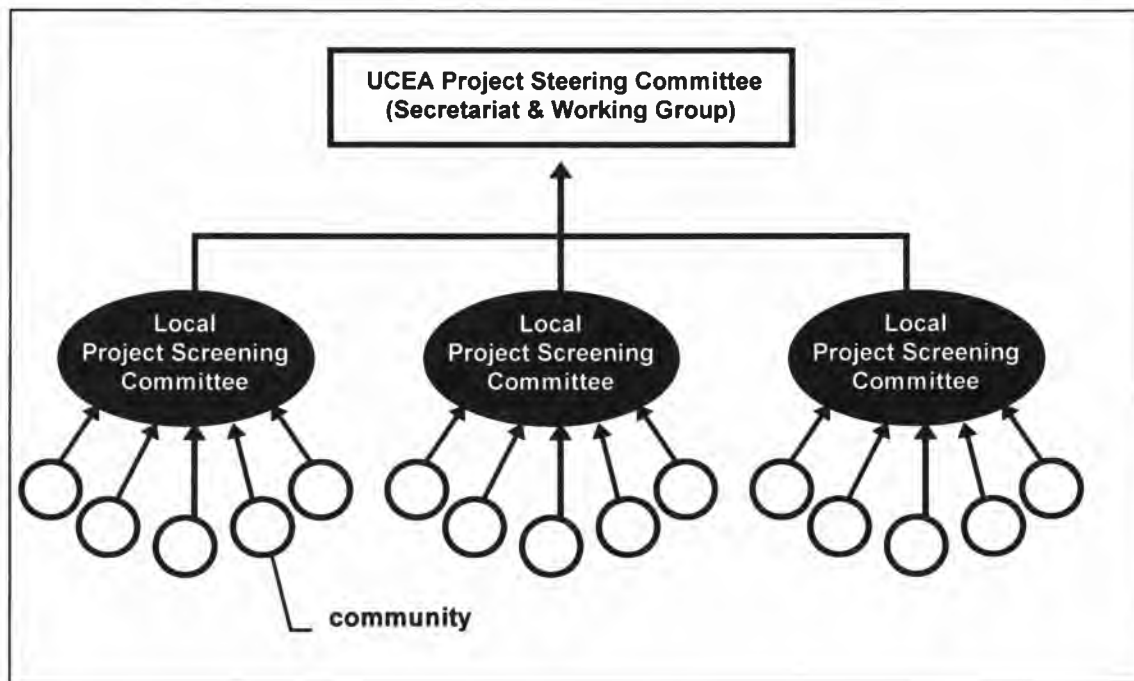 UCEA Project Steering Committee
(Secretariat & Working Group)
Local
Project Screening
Committee
Local
Project Screening
Committee
Local
Project Screening
Committee
community